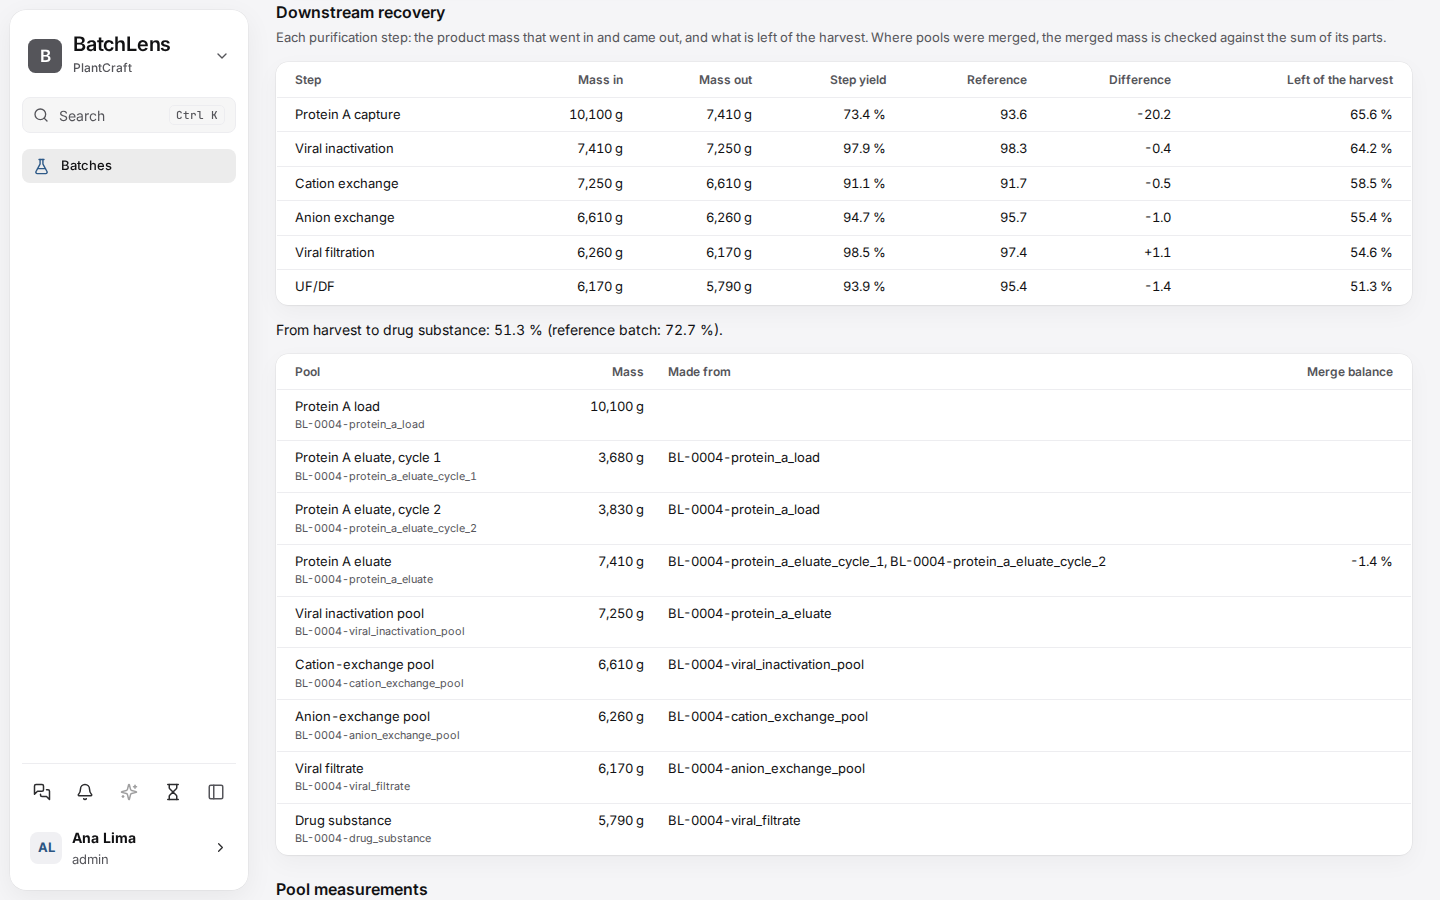 B
BatchLens
PlantCraft
Search
Ctrl K
Batches
AL
Ana Lima
admin
Downstream recovery
Each purification step: the product mass that went in and came out, and what is left of the harvest. Where pools were merged, the merged mass is checked against the sum of its parts.
Step Mass in Mass out Step yield Reference Difference Left of the harvest
Protein A capture 10,100 g 7,410 g 73.4 % 93.6 -20.2 65.6 %
Viral inactivation 7,410 g 7,250 g 97.9 % 98.3 -0.4 64.2 %
Cation exchange 7,250 g 6,610 g 91.1 % 91.7 -0.5 58.5 %
Anion exchange 6,610 g 6,260 g 94.7 % 95.7 -1.0 55.4 %
Viral filtration 6,260 g 6,170 g 98.5 % 97.4 +1.1 54.6 %
UF/DF 6,170 g 5,790 g 93.9 % 95.4 -1.4 51.3 %
From harvest to drug substance: 51.3 % (reference batch: 72.7 %).
Pool Mass Made from Merge balance
Protein A load 10,100 g
BL-0004-protein_a_load
Protein A eluate, cycle 1 3,680 g BL-0004-protein_a_load
BL-0004-protein_a_eluate_cycle_1
Protein A eluate, cycle 2 3,830 g BL-0004-protein_a_load
BL-0004-protein_a_eluate_cycle_2
Protein A eluate 7,410 g BL-0004-protein_a_eluate_cycle_1, BL-0004-protein_a_eluate_cycle_2 -1.4 %
BL-0004-protein_a_eluate
Viral inactivation pool 7,250 g BL-0004-protein_a_eluate
BL-0004-viral_inactivation_pool
Cation-exchange pool 6,610 g BL-0004-viral_inactivation_pool
BL-0004-cation_exchange_pool
Anion-exchange pool 6,260 g BL-0004-cation_exchange_pool
BL-0004-anion_exchange_pool
Viral filtrate 6,170 g BL-0004-anion_exchange_pool
BL-0004-viral_filtrate
Drug substance 5,790 g BL-0004-viral_filtrate
BL-0004-drug_substance
Pool measurements